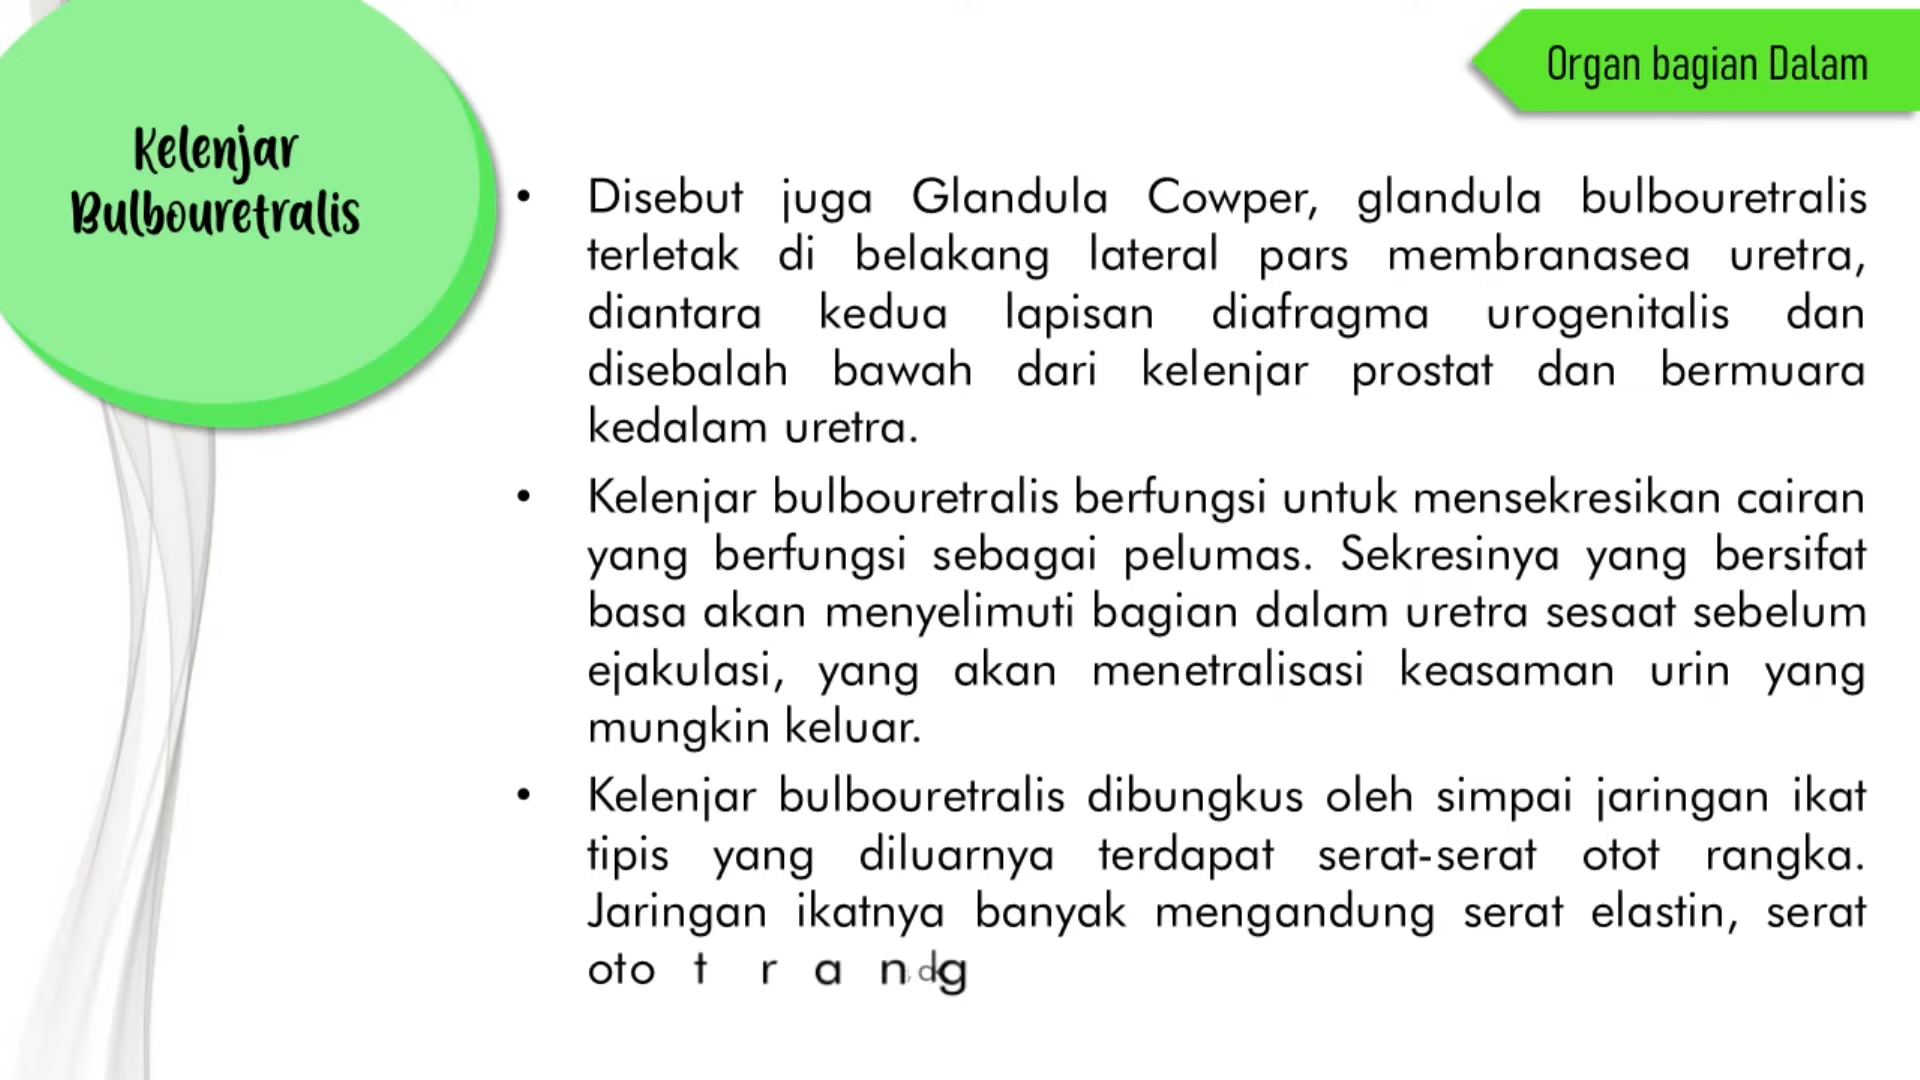 Organ bagian Dalam
Kelenjar
Bulbouretralis
• Disebut juga Glandula Cowper, glandula bulbouretralis
terletak di belakang lateral pars membranasea uretra,
diantara kedua lapisan diafragma urogenitalis dan
disebalah bawah dari kelenjar prostat dan bermuara
kedalam uretra.
• Kelenjar bulbouretralis berfungsi untuk mensekresikan cairan
yang berfungsi sebagai pelumas. Sekresinya yang bersifat
basa akan menyelimuti bagian dalam uretra sesaat sebelum
ejakulasi, yang akan menetralisasi keasaman urin yang
mungkin keluar.
• Kelenjar bulbouretralis dibungkus oleh simpai jaringan ikat
tipis yang diluarnya terdapat serat-serat otot rangka.
Jaringan ikatnya banyak mengandung serat elastin, serat
otot rang